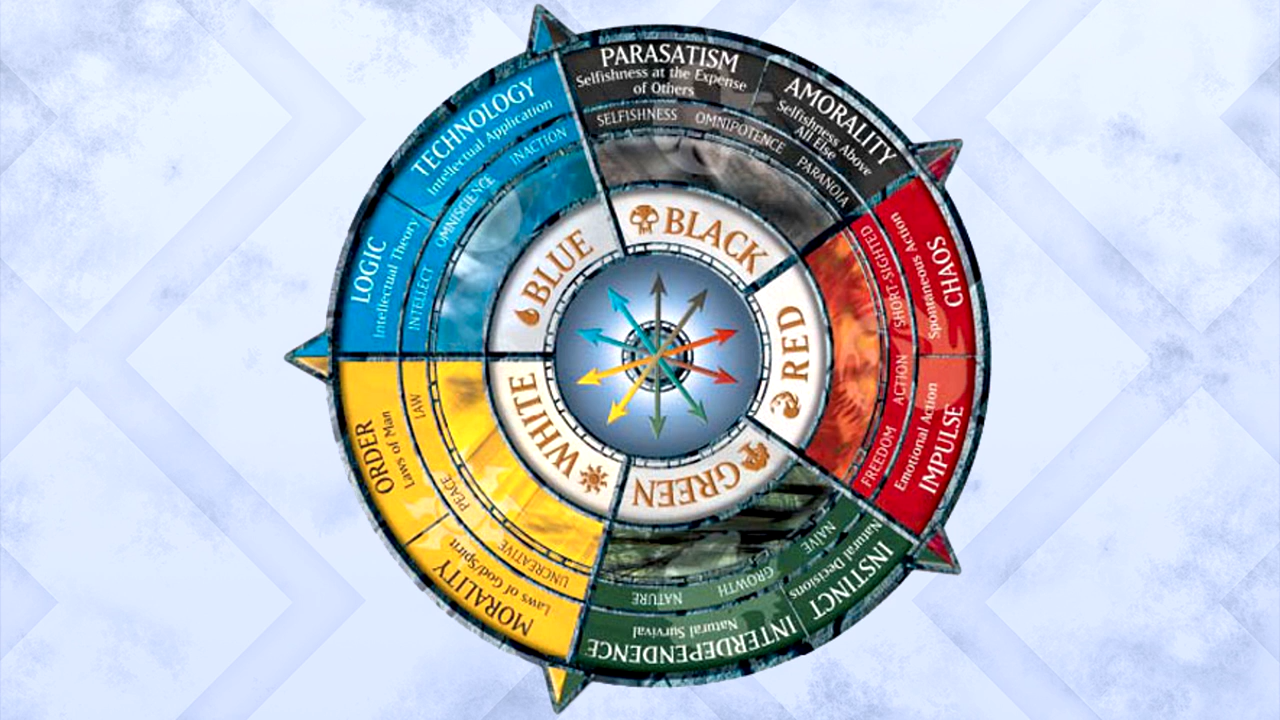 PARASATISM
Selfishness at the Expense
of Others
AMORALITY
Selfishness Above
All Else
SELFISHNESS
OMNIPOTENCE
PARANOIA
BLACK
CHAOS
Spontaneous Action
IMPULSE
Emotional Action
SHORT-SIGHTED
ACTION
FREEDOM
RED
INSTINCT
Natural Decisions
INTERDEPENDENCE
Natural Survival
NAÏVE
GROWTH
NATURE
GREEN
MORALITY
Laws of God/Spirit
ORDER
Laws of Man
UNCREATIVE
PEACE
LAW
WHITE
LOGIC
Intellectual Theory
TECHNOLOGY
Intellectual Application
INTELLECT
OMNISCIENCE
INACTION
BLUE